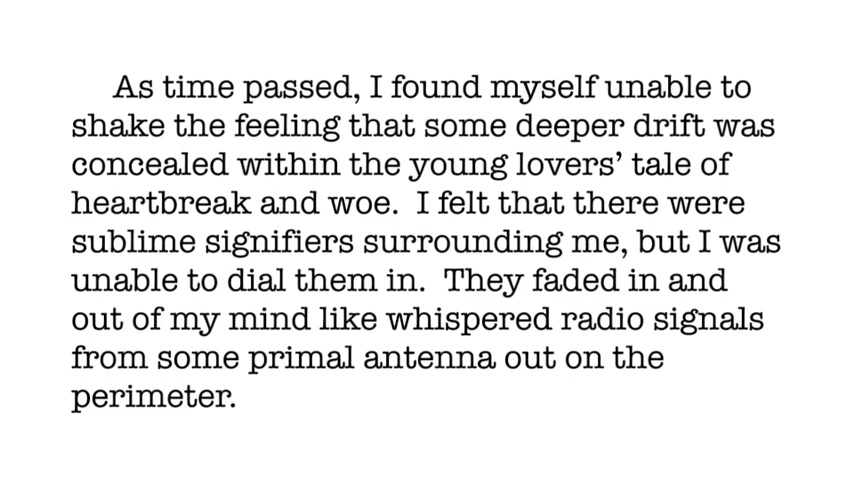 As time passed, I found myself unable to
shake the feeling that some deeper drift was
concealed within the young lovers’ tale of
heartbreak and woe.  I felt that there were
sublime signifiers surrounding me, but I was
unable to dial them in.  They faded in and
out of my mind like whispered radio signals
from some primal antenna out on the
perimeter.